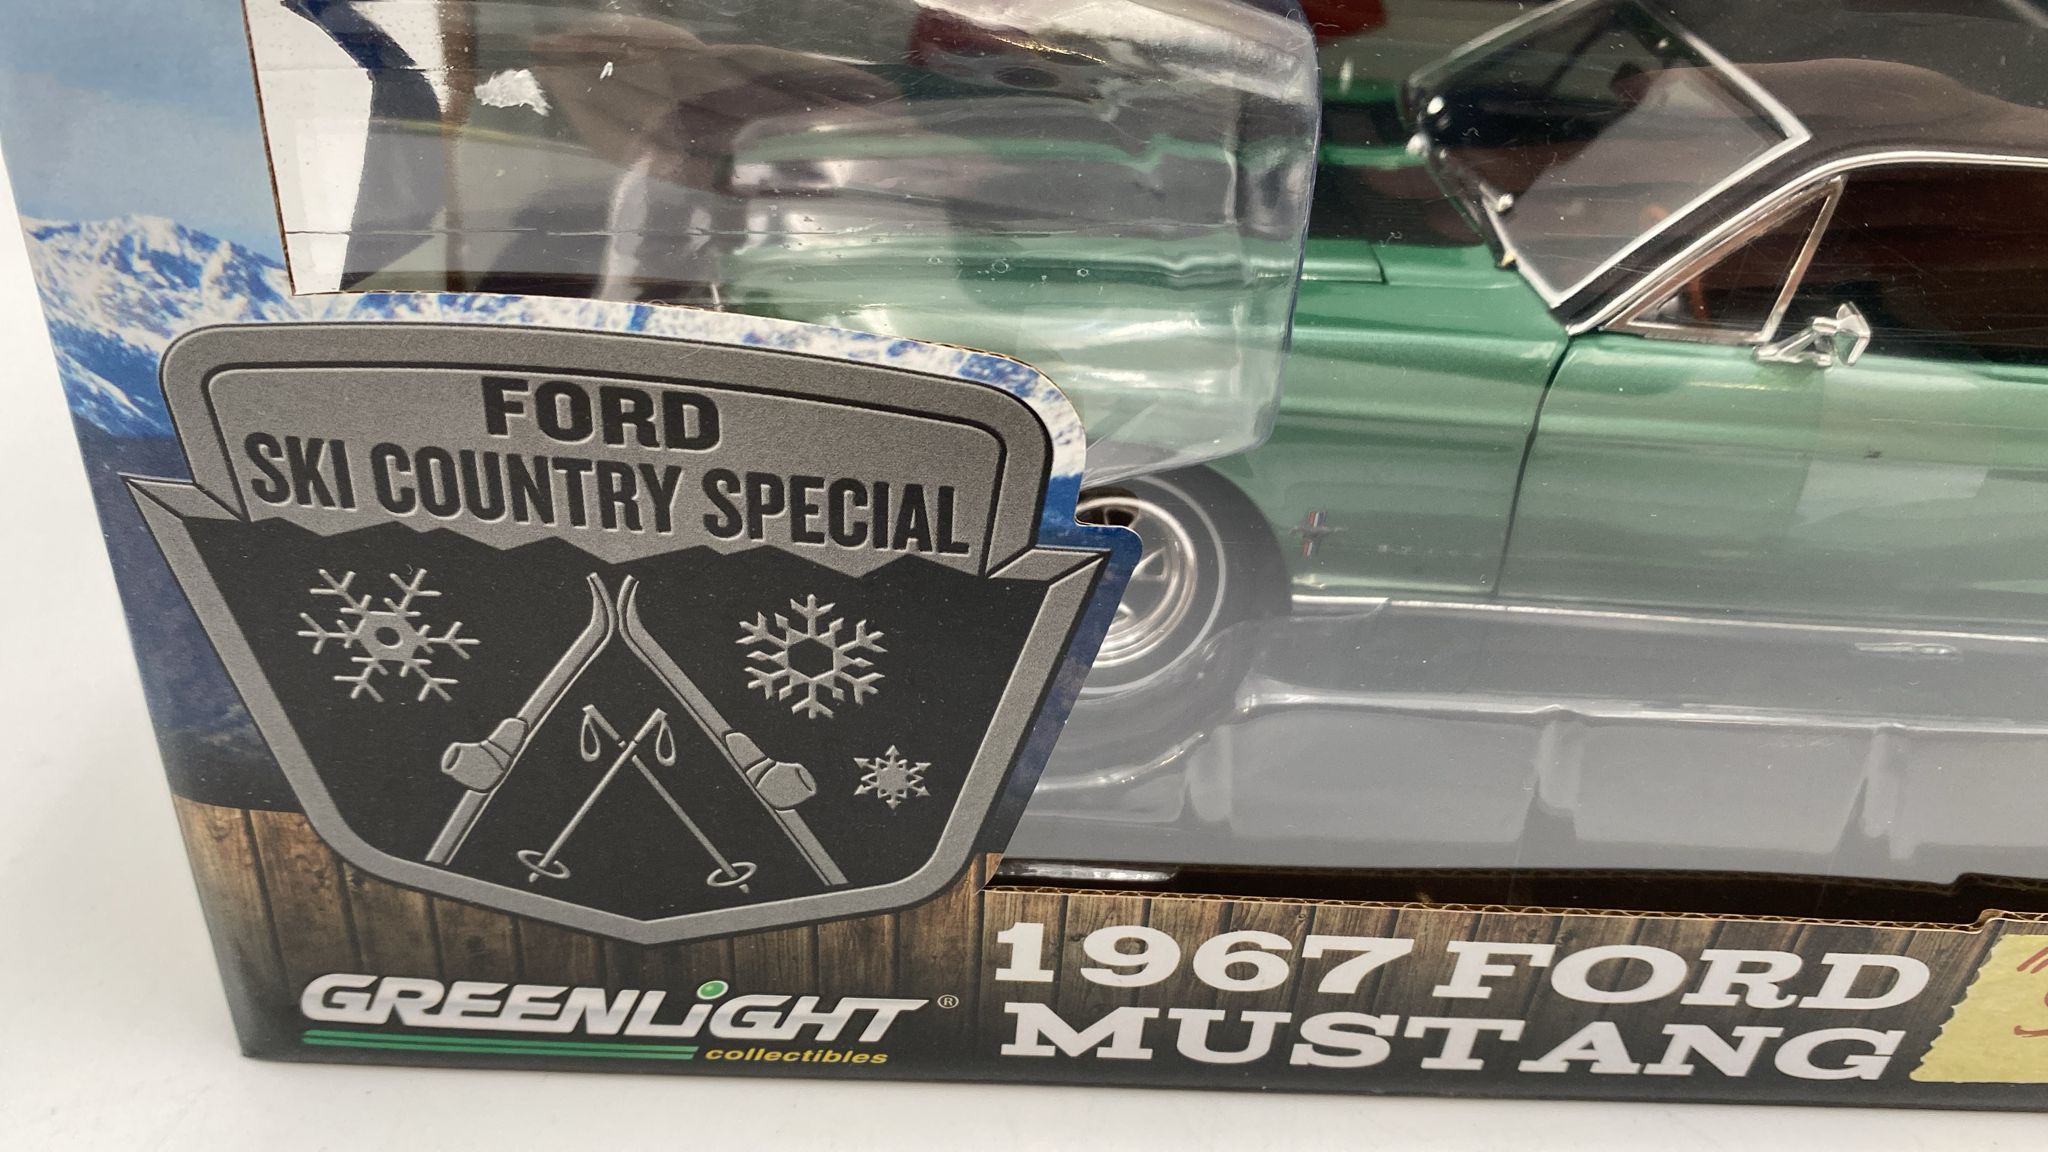 FORD
SKI COUNTRY SPECIAL
GREENLiGHT®
collectibles
1967 FORD
MUSTANG